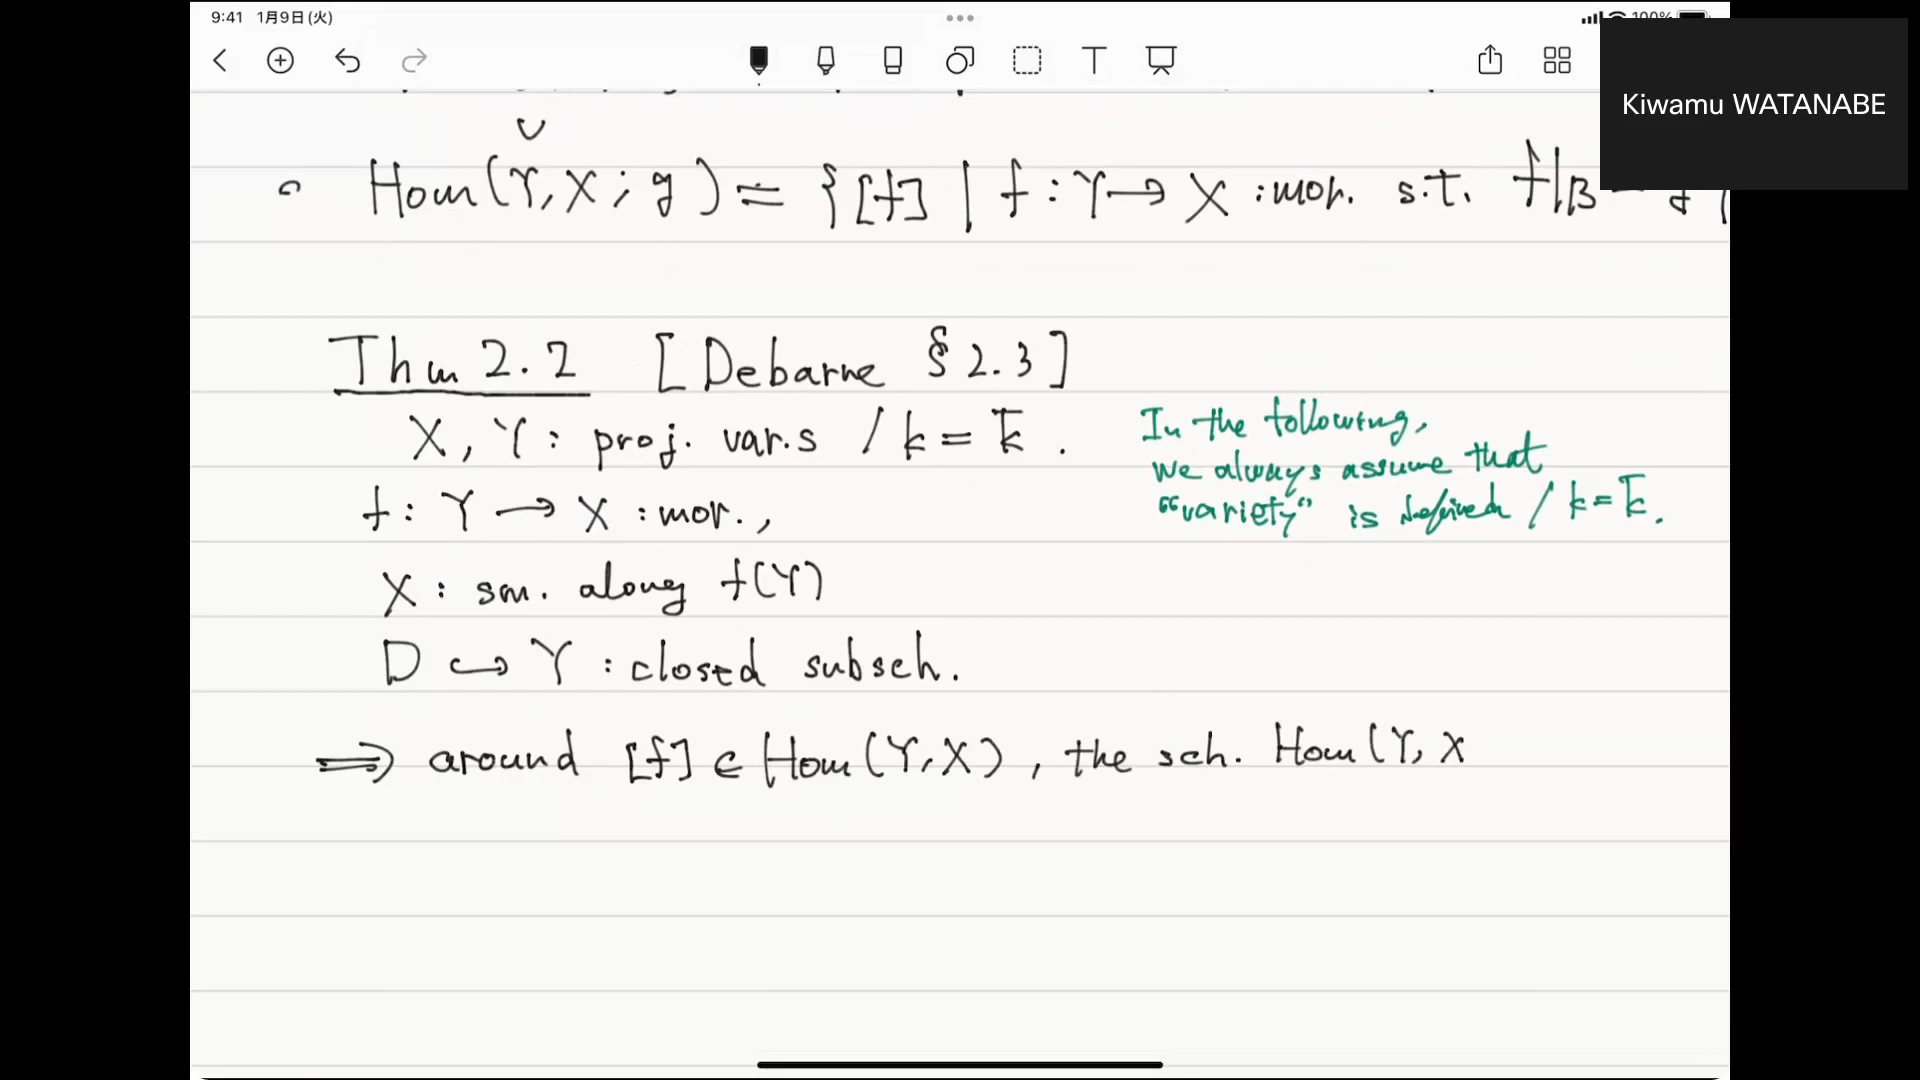 9:41 1月9日(火)
100%
Kiwamu WATANABE
Hom(Y, X ; g) = {[f] | f : Y → X : mor. s.t. f|B = g}
Thm 2.2 [Debarre § 2.3]
X, Y : proj. var.s / k = k̄ .
In the following,
we always assume that
"variety" is defined / k = k̄ .
f : Y → X : mor.,
X : sm. along f(Y)
D ↪ Y : closed subsch.
⇒ around [f] ∈ Hom(Y, X), the sch. Hom(Y, X